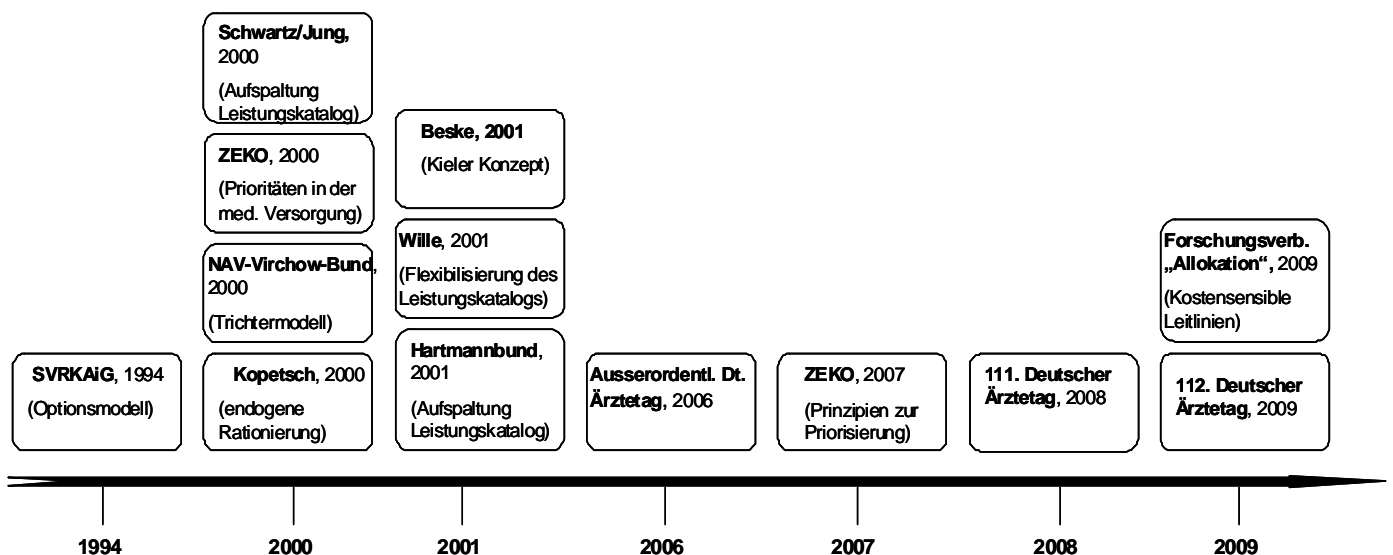 Schwartz/Jung,
2000
(Aufspaltung
Leistungskatalog)
ZEKO, 2000
(Prioritäten in der
med. Versorgung)
NAV-Virchow-Bund,
2000
(Trichtermodell)
Kopetsch, 2000
(endogene
Rationierung)
SVRKAiG, 1994
(Optionsmodell)
Beske, 2001
(Kieler Konzept)
Wille, 2001
(Flexibilisierung des
Leistungskatalogs)
Hartmannbund,
2001
(Aufspaltung
Leistungskatalog)
Ausserordentl. Dt.
Ärztetag, 2006
ZEKO, 2007
(Prinzipien zur
Priorisierung)
111. Deutscher
Ärztetag, 2008
Forschungsverb.
„Allokation“, 2009
(Kostensensible
Leitlinien)
112. Deutscher
Ärztetag, 2009
1994
2000
2001
2006
2007
2008
2009